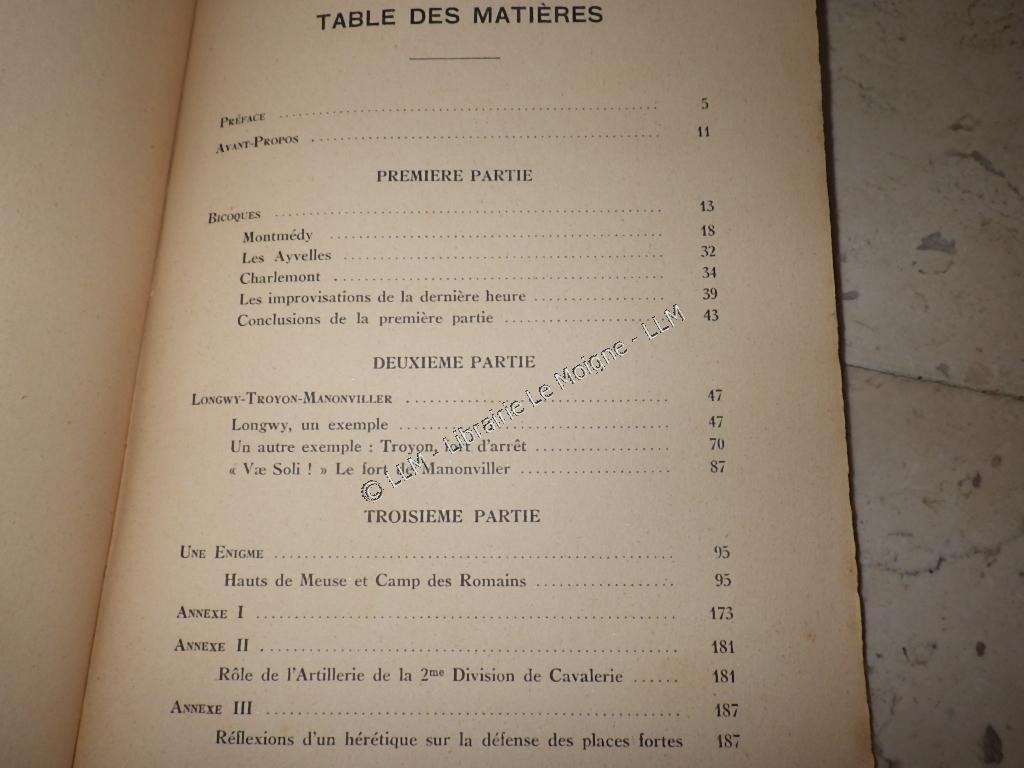 TABLE DES MATIÈRES
PRÉFACE .......... 5
AVANT-PROPOS .......... 11
PREMIERE PARTIE
BICOQUES .......... 13
Montmédy .......... 18
Les Ayvelles .......... 32
Charlemont .......... 34
Les improvisations de la dernière heure .......... 39
Conclusions de la première partie .......... 43
DEUXIEME PARTIE
LONGWY-TROYON-MANONVILLER .......... 47
Longwy, un exemple .......... 47
Un autre exemple : Troyon, fort d'arrêt .......... 70
« Væ Soli ! » Le fort de Manonviller .......... 87
TROISIEME PARTIE
UNE ENIGME .......... 95
Hauts de Meuse et Camp des Romains .......... 95
ANNEXE I .......... 173
ANNEXE II .......... 181
Rôle de l'Artillerie de la 2me Division de Cavalerie ...... 181
ANNEXE III .......... 187
Réflexions d'un hérétique sur la défense des places fortes 187
© LLM - Librairie Le Moigne - LLM